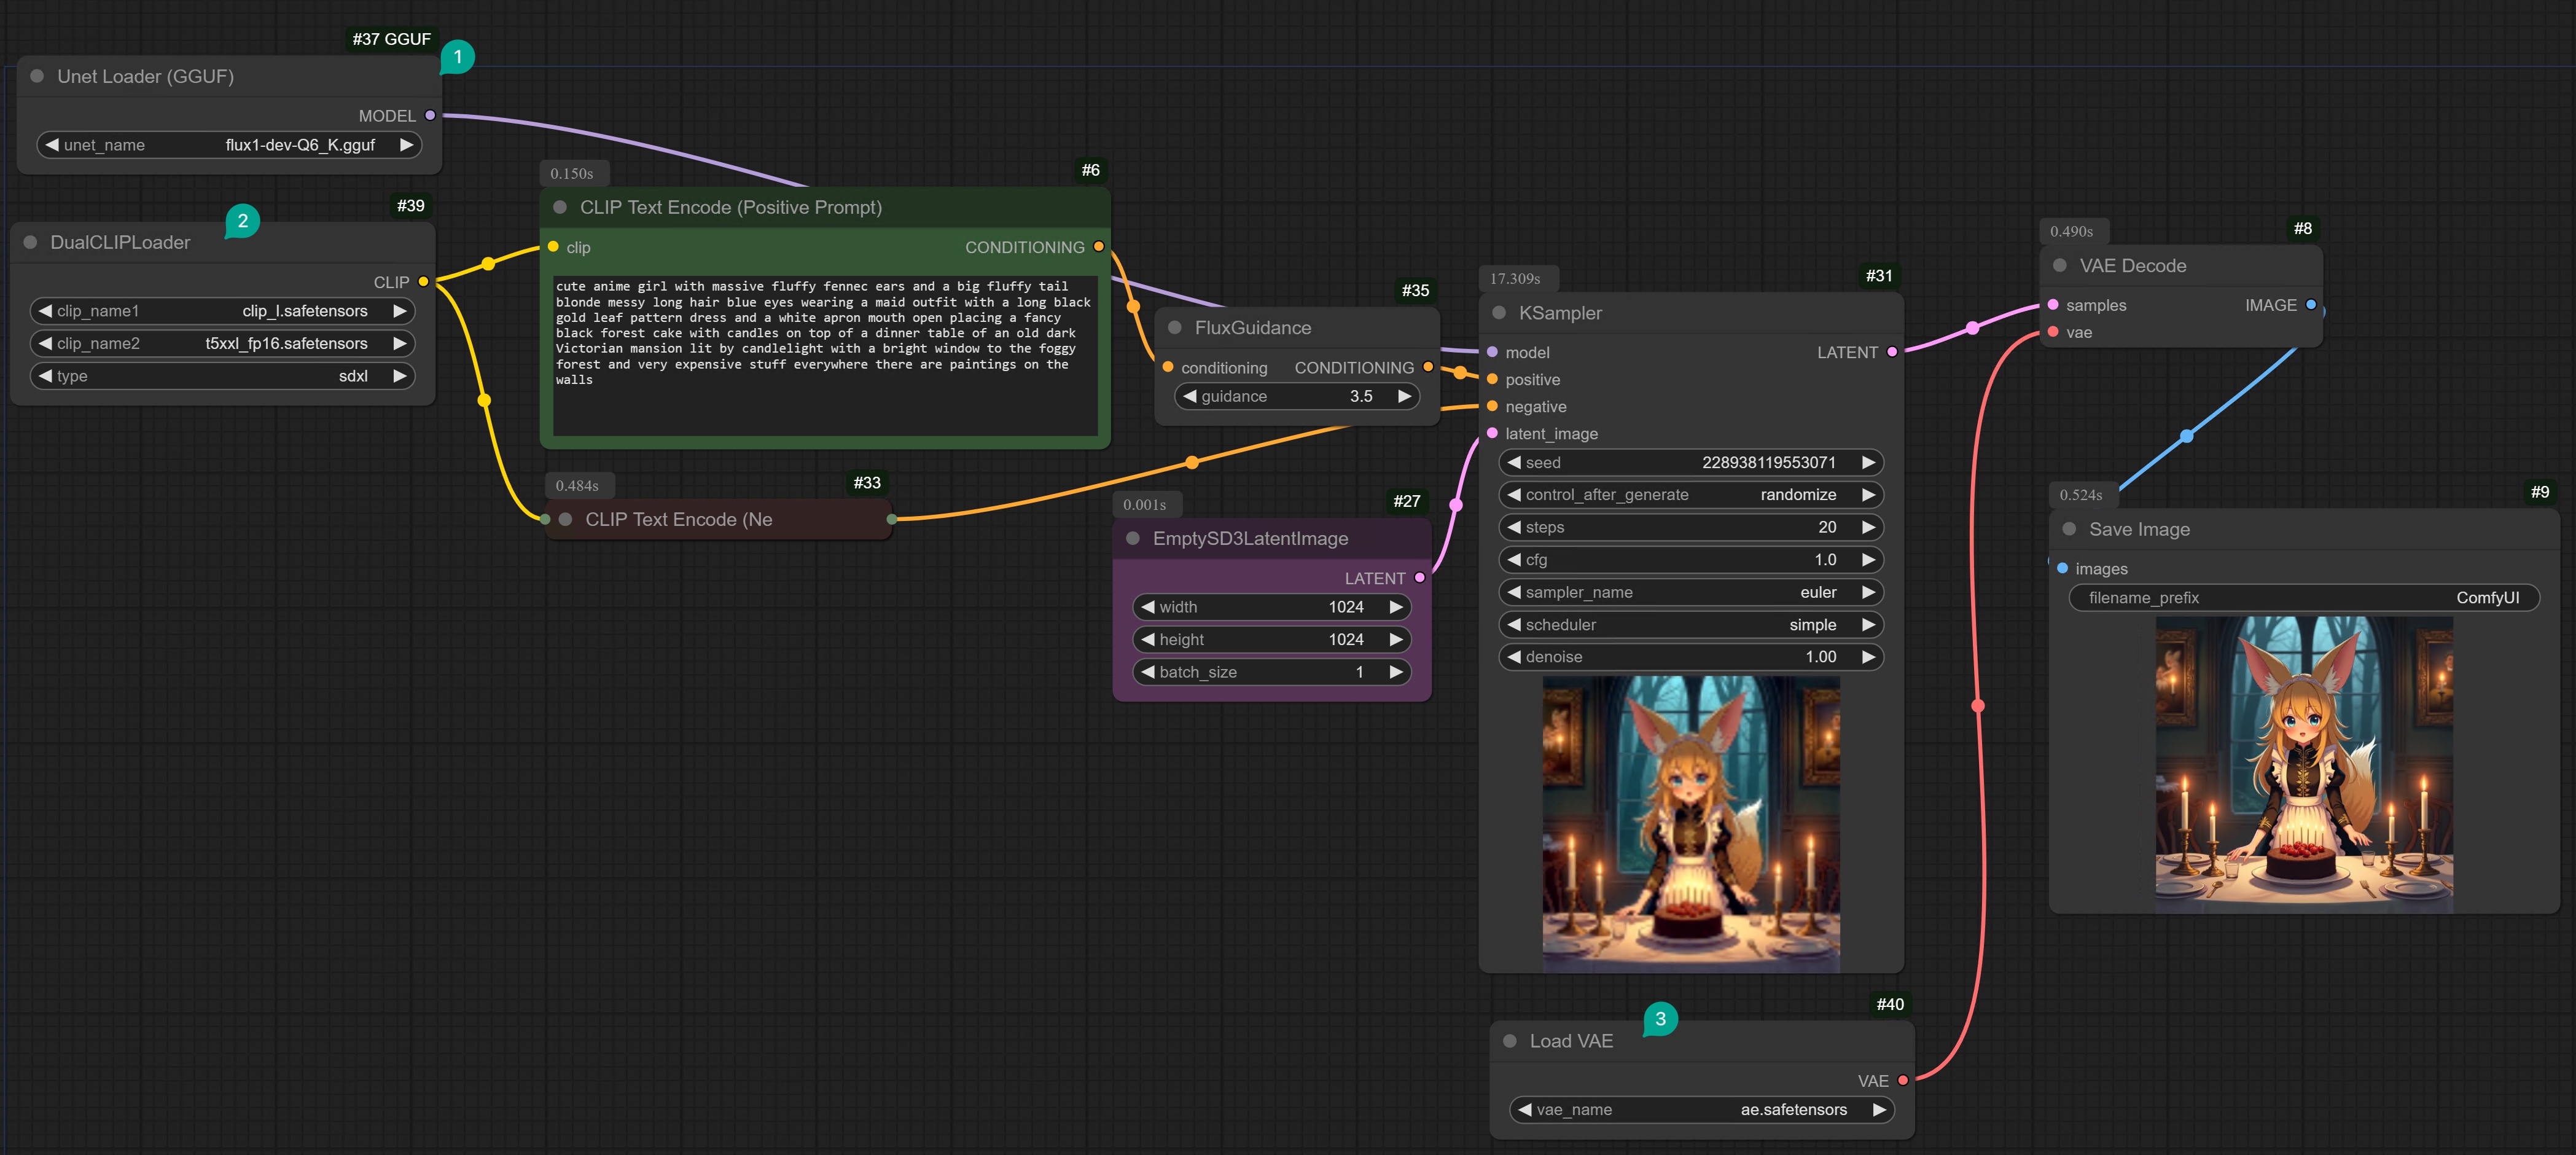 #37 GGUF
1
Unet Loader (GGUF)
MODEL
unet_name flux1-dev-Q6_K.gguf
#39
2
DualCLIPLoader
CLIP
clip_name1 clip_l.safetensors
clip_name2 t5xxl_fp16.safetensors
type sdxl
0.150s #6
CLIP Text Encode (Positive Prompt)
clip CONDITIONING
cute anime girl with massive fluffy fennec ears and a big fluffy tail
blonde messy long hair blue eyes wearing a maid outfit with a long black
gold leaf pattern dress and a white apron mouth open placing a fancy
black forest cake with candles on top of a dinner table of an old dark
Victorian mansion lit by candlelight with a bright window to the foggy
forest and very expensive stuff everywhere there are paintings on the
walls
0.484s #33
CLIP Text Encode (Ne
#35
FluxGuidance
conditioning CONDITIONING
guidance 3.5
0.001s #27
EmptySD3LatentImage
LATENT
width 1024
height 1024
batch_size 1
17.309s #31
KSampler
model LATENT
positive
negative
latent_image
seed 228938119553071
control_after_generate randomize
steps 20
cfg 1.0
sampler_name euler
scheduler simple
denoise 1.00
#40
3
Load VAE
VAE
vae_name ae.safetensors
0.490s #8
VAE Decode
samples IMAGE
vae
0.524s #9
Save Image
images
filename_prefix ComfyUI